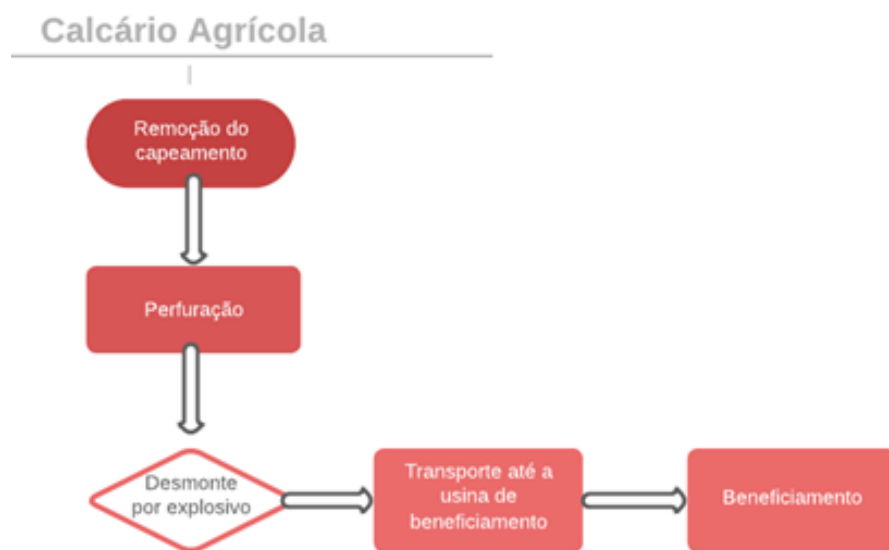 Calcário Agrícola
Remoção do
capeamento
Perfuração
Desmonte
por explosivo
Transporte até a
usina de
beneficiamento
Beneficiamento